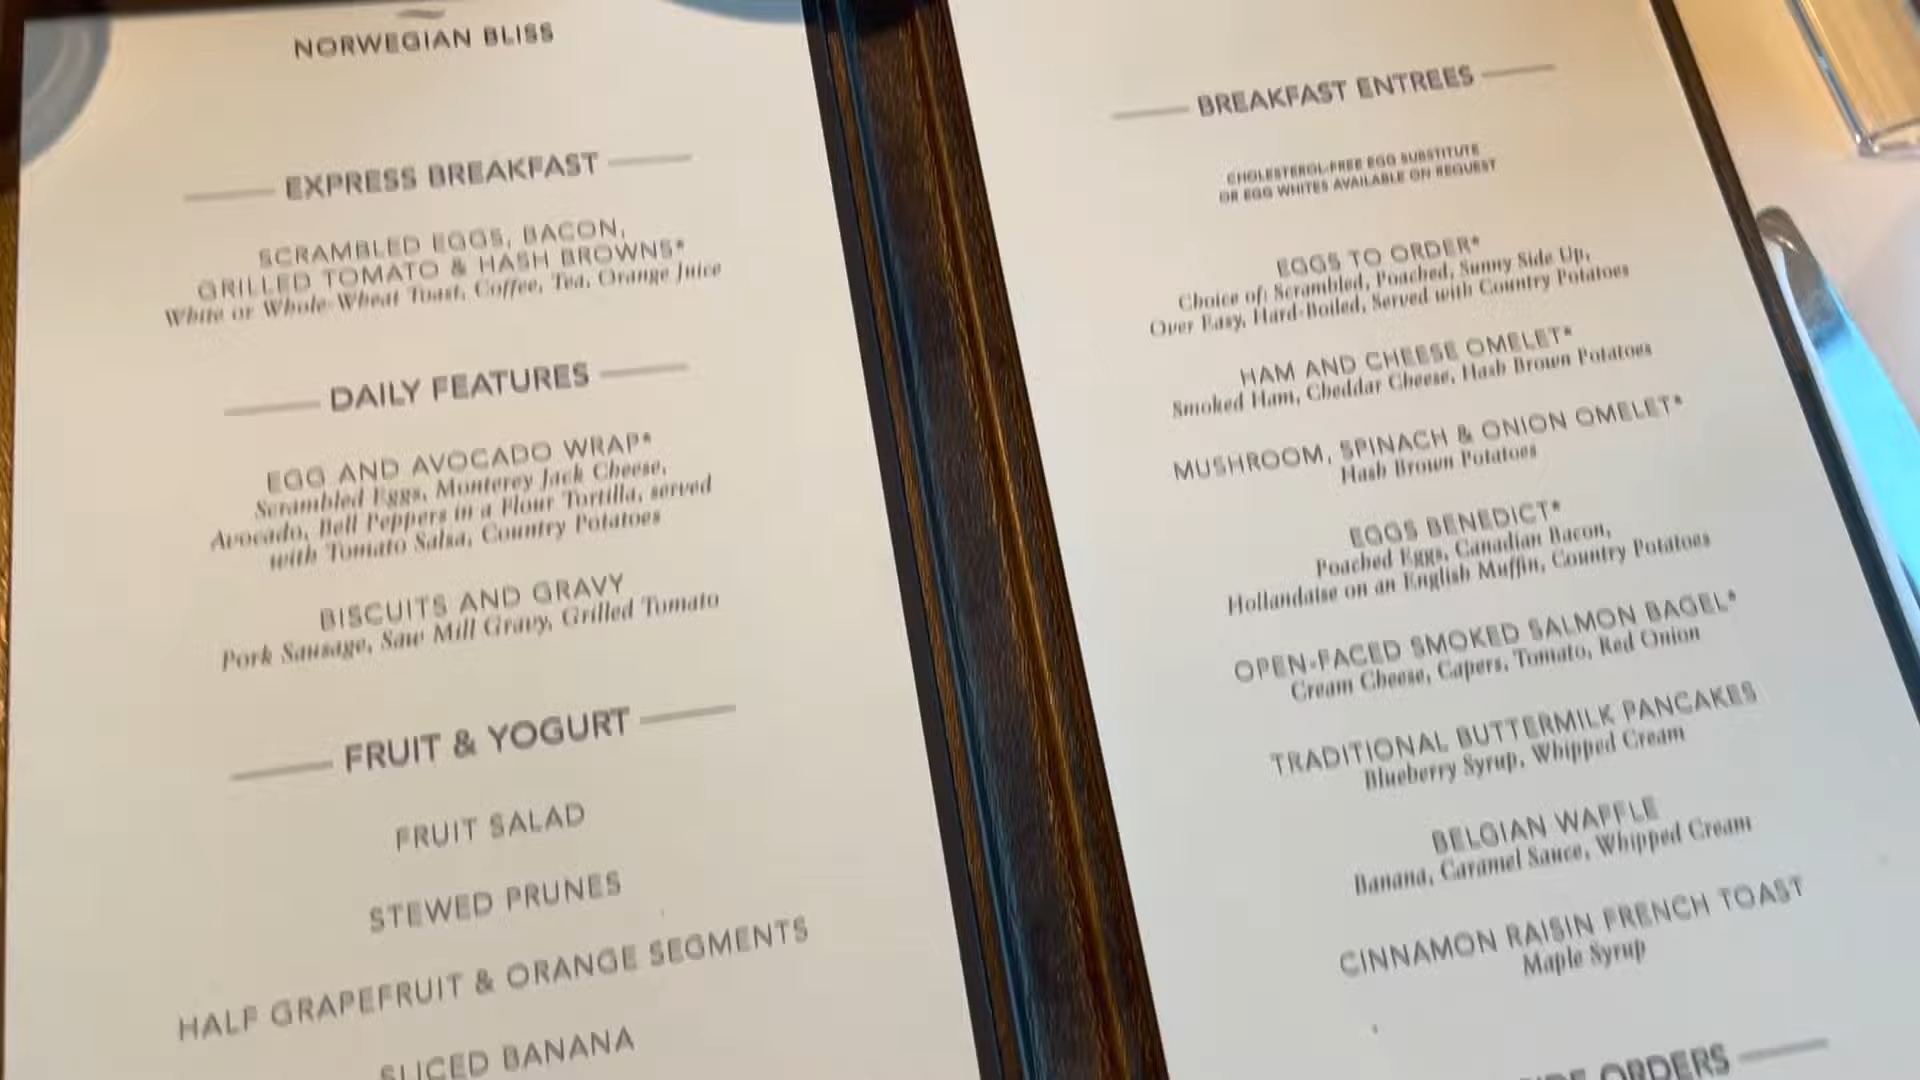 NORWEGIAN BLISS
EXPRESS BREAKFAST
SCRAMBLED EGGS, BACON,
GRILLED TOMATO & HASH BROWNS*
White or Whole-Wheat Toast, Coffee, Tea, Orange Juice
DAILY FEATURES
EGG AND AVOCADO WRAP*
Scrambled Eggs, Monterey Jack Cheese,
Avocado, Bell Peppers in a Flour Tortilla, served
with Tomato Salsa, Country Potatoes
BISCUITS AND GRAVY
Pork Sausage, Saw Mill Gravy, Grilled Tomato
FRUIT & YOGURT
FRUIT SALAD
STEWED PRUNES
HALF GRAPEFRUIT & ORANGE SEGMENTS
SLICED BANANA
BREAKFAST ENTREES
CHOLESTEROL-FREE EGG SUBSTITUTE
OR EGG WHITES AVAILABLE ON REQUEST
EGGS TO ORDER*
Choice of: Scrambled, Poached, Sunny Side Up,
Over Easy, Hard-Boiled, Served with Country Potatoes
HAM AND CHEESE OMELET*
Smoked Ham, Cheddar Cheese, Hash Brown Potatoes
MUSHROOM, SPINACH & ONION OMELET*
Hash Brown Potatoes
EGGS BENEDICT*
Poached Eggs, Canadian Bacon,
Hollandaise on an English Muffin, Country Potatoes
OPEN-FACED SMOKED SALMON BAGEL*
Cream Cheese, Capers, Tomato, Red Onion
TRADITIONAL BUTTERMILK PANCAKES
Blueberry Syrup, Whipped Cream
BELGIAN WAFFLE
Banana, Caramel Sauce, Whipped Cream
CINNAMON RAISIN FRENCH TOAST
Maple Syrup
ORDERS